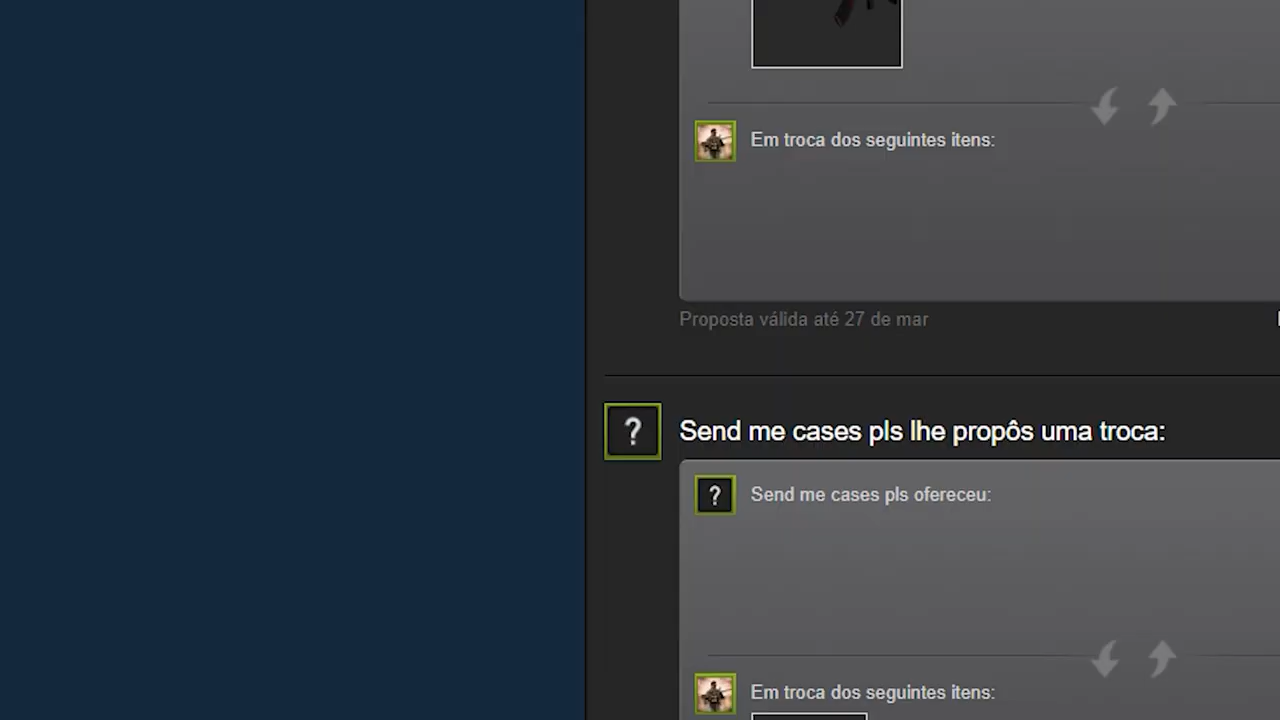 Em troca dos seguintes itens:
Proposta válida até 27 de mar
Send me cases pls lhe propôs uma troca:
Send me cases pls ofereceu:
Em troca dos seguintes itens: